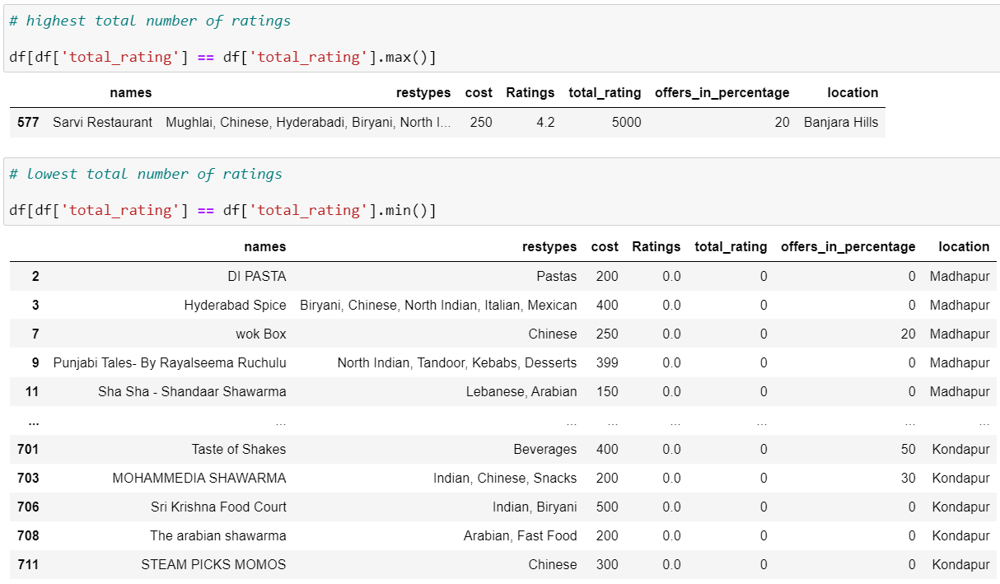 # highest total number of ratings
df[df['total_rating'] == df['total_rating'].max()]
names restypes cost Ratings total_rating offers_in_percentage location
577 Sarvi Restaurant Mughlai, Chinese, Hyderabadi, Biryani, North I... 250 4.2 5000 20 Banjara Hills
# lowest total number of ratings
df[df['total_rating'] == df['total_rating'].min()]
names restypes cost Ratings total_rating offers_in_percentage location
2 DI PASTA Pastas 200 0.0 0 0 Madhapur
3 Hyderabad Spice Biryani, Chinese, North Indian, Italian, Mexican 400 0.0 0 0 Madhapur
7 wok Box Chinese 250 0.0 0 20 Madhapur
9 Punjabi Tales- By Rayalseema Ruchulu North Indian, Tandoor, Kebabs, Desserts 399 0.0 0 0 Madhapur
11 Sha Sha - Shandaar Shawarma Lebanese, Arabian 150 0.0 0 0 Madhapur
... ... ... ... ... ... ... ...
701 Taste of Shakes Beverages 400 0.0 0 50 Kondapur
703 MOHAMMEDIA SHAWARMA Indian, Chinese, Snacks 200 0.0 0 30 Kondapur
706 Sri Krishna Food Court Indian, Biryani 500 0.0 0 0 Kondapur
708 The arabian shawarma Arabian, Fast Food 200 0.0 0 0 Kondapur
711 STEAM PICKS MOMOS Chinese 300 0.0 0 0 Kondapur